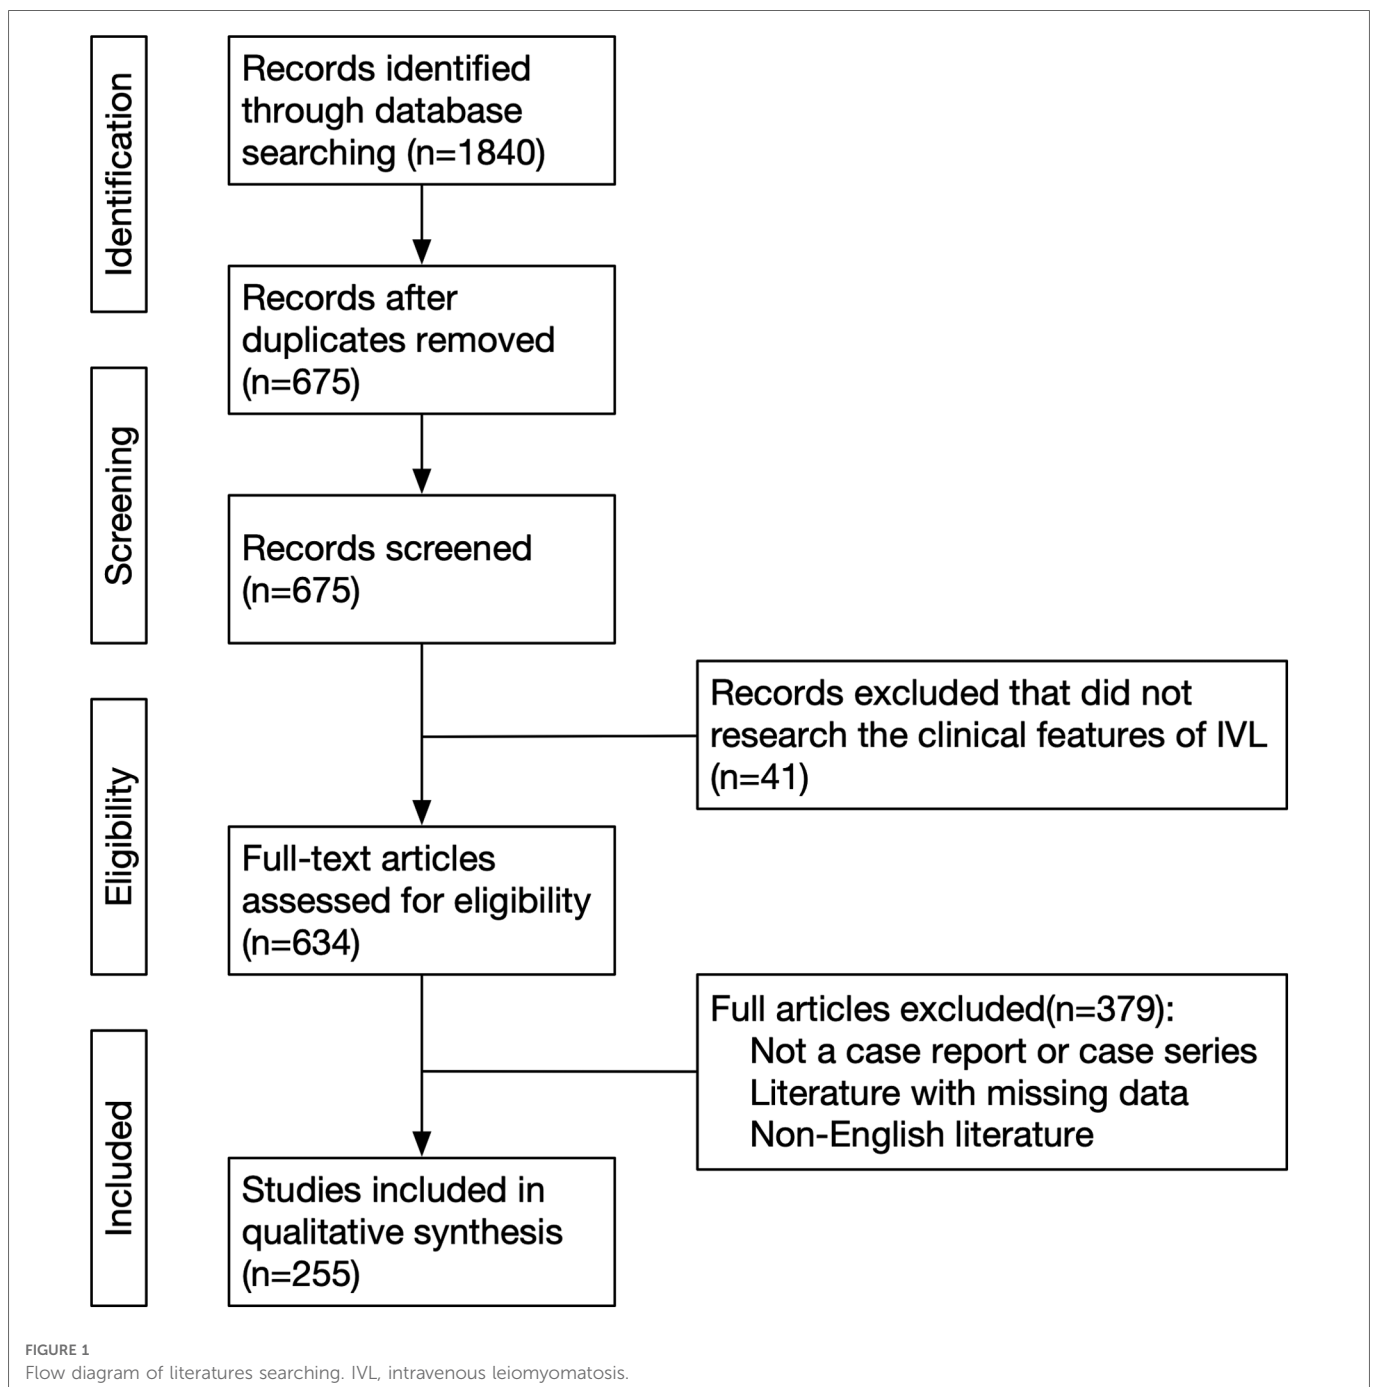 Identification
Records identified
through database
searching (n=1840)
Records after
duplicates removed
(n=675)
Screening
Records screened
(n=675)
Records excluded that did not
research the clinical features of IVL
(n=41)
Eligibility
Full-text articles
assessed for eligibility
(n=634)
Full articles excluded(n=379):
Not a case report or case series
Literature with missing data
Non-English literature
Included
Studies included in
qualitative synthesis
(n=255)
FIGURE 1
Flow diagram of literatures searching. IVL, intravenous leiomyomatosis.